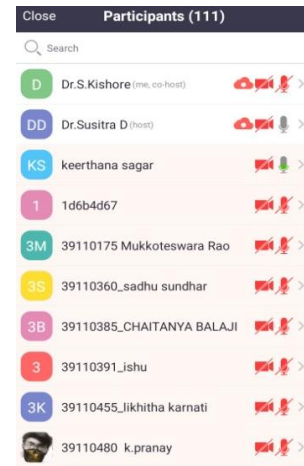 Close Participants (111)
Search
D Dr.S.Kishore (me, co-host)
DD Dr.Susitra D (host)
KS keerthana sagar
1 1d6b4d67
3M 39110175 Mukkoteswara Rao
3S 39110360_sadhu sundhar
3B 39110385_CHAITANYA BALAJI
3 39110391_ishu
3K 39110455_likhitha karnati
39110480 k.pranay